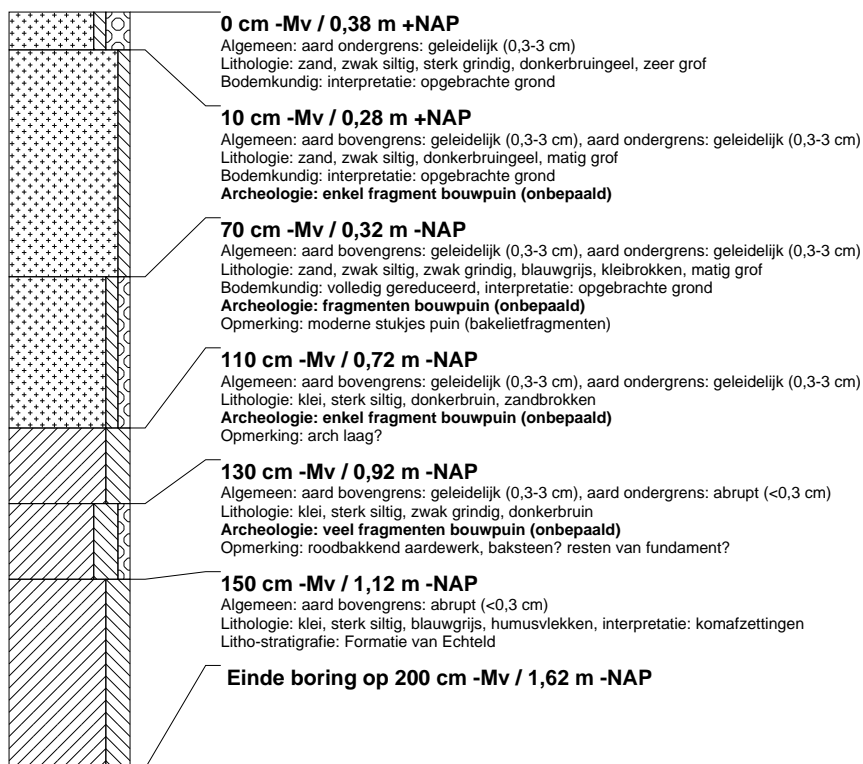 0 cm -Mv / 0,38 m +NAP
Algemeen: aard ondergrens: geleidelijk (0,3-3 cm)
Lithologie: zand, zwak siltig, sterk grindig, donkerbruingeel, zeer grof
Bodemkundig: interpretatie: opgebrachte grond
10 cm -Mv / 0,28 m +NAP
Algemeen: aard bovengrens: geleidelijk (0,3-3 cm), aard ondergrens: geleidelijk (0,3-3 cm)
Lithologie: zand, zwak siltig, donkerbruingeel, matig grof
Bodemkundig: interpretatie: opgebrachte grond
Archeologie: enkel fragment bouwpuin (onbepaald)
70 cm -Mv / 0,32 m -NAP
Algemeen: aard bovengrens: geleidelijk (0,3-3 cm), aard ondergrens: geleidelijk (0,3-3 cm)
Lithologie: zand, zwak siltig, zwak grindig, blauwgrijs, kleibrokken, matig grof
Bodemkundig: volledig gereduceerd, interpretatie: opgebrachte grond
Archeologie: fragmenten bouwpuin (onbepaald)
Opmerking: moderne stukjes puin (bakelietfragmenten)
110 cm -Mv / 0,72 m -NAP
Algemeen: aard bovengrens: geleidelijk (0,3-3 cm), aard ondergrens: geleidelijk (0,3-3 cm)
Lithologie: klei, sterk siltig, donkerbruin, zandbrokken
Archeologie: enkel fragment bouwpuin (onbepaald)
Opmerking: arch laag?
130 cm -Mv / 0,92 m -NAP
Algemeen: aard bovengrens: geleidelijk (0,3-3 cm), aard ondergrens: abrupt (<0,3 cm)
Lithologie: klei, sterk siltig, zwak grindig, donkerbruin
Archeologie: veel fragmenten bouwpuin (onbepaald)
Opmerking: roodbakkend aardewerk, baksteen? resten van fundament?
150 cm -Mv / 1,12 m -NAP
Algemeen: aard bovengrens: abrupt (<0,3 cm)
Lithologie: klei, sterk siltig, blauwgrijs, humusvlekken, interpretatie: komafzettingen
Litho-stratigrafie: Formatie van Echteld
Einde boring op 200 cm -Mv / 1,62 m -NAP